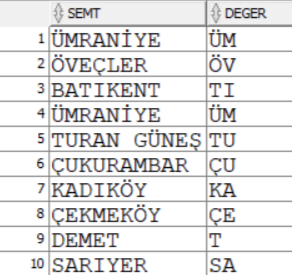 SEMT DEGER
1 ÜMRANİYE ÜM
2 ÖVEÇLER ÖV
3 BATIKENT TI
4 ÜMRANİYE ÜM
5 TURAN GÜNEŞ TU
6 ÇUKURAMBAR ÇU
7 KADIKÖY KA
8 ÇEKMEKÖY ÇE
9 DEMET T
10 SARIYER SA